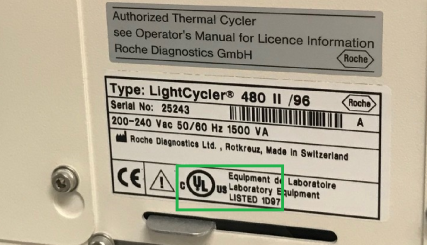 Authorized Thermal Cycler
see Operator's Manual for Licence Information
Roche Diagnostics GmbH
Roche
Type: LightCycler® 480 II /96
Roche
Serial No: 25243
A
200-240 Vac 50/60 Hz 1500 VA
Roche Diagnostics Ltd., Rotkreuz, Made in Switzerland
CE
C UL US
Equipment de Laboratoire
Laboratory Equipment
LISTED 1D97